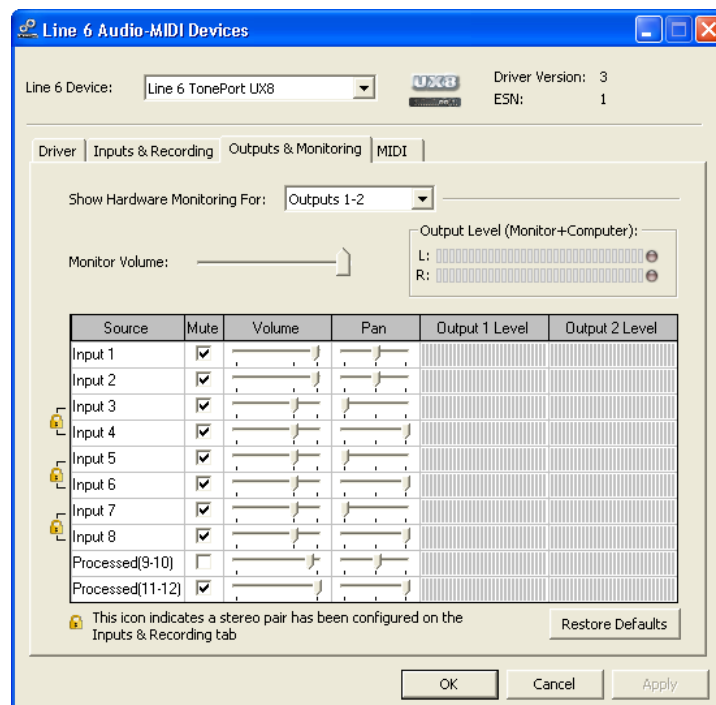 Line 6 Audio-MIDI Devices
Line 6 Device: Line 6 TonePort UX8 UX8 Driver Version: 3
ESN: 1
Driver Inputs & Recording Outputs & Monitoring MIDI
Show Hardware Monitoring For: Outputs 1-2
Output Level (Monitor+Computer):
Monitor Volume: L:
R:
Source Mute Volume Pan Output 1 Level Output 2 Level
Input 1
Input 2
Input 3
Input 4
Input 5
Input 6
Input 7
Input 8
Processed(9-10)
Processed(11-12)
This icon indicates a stereo pair has been configured on the
Inputs & Recording tab
Restore Defaults
OK Cancel Apply